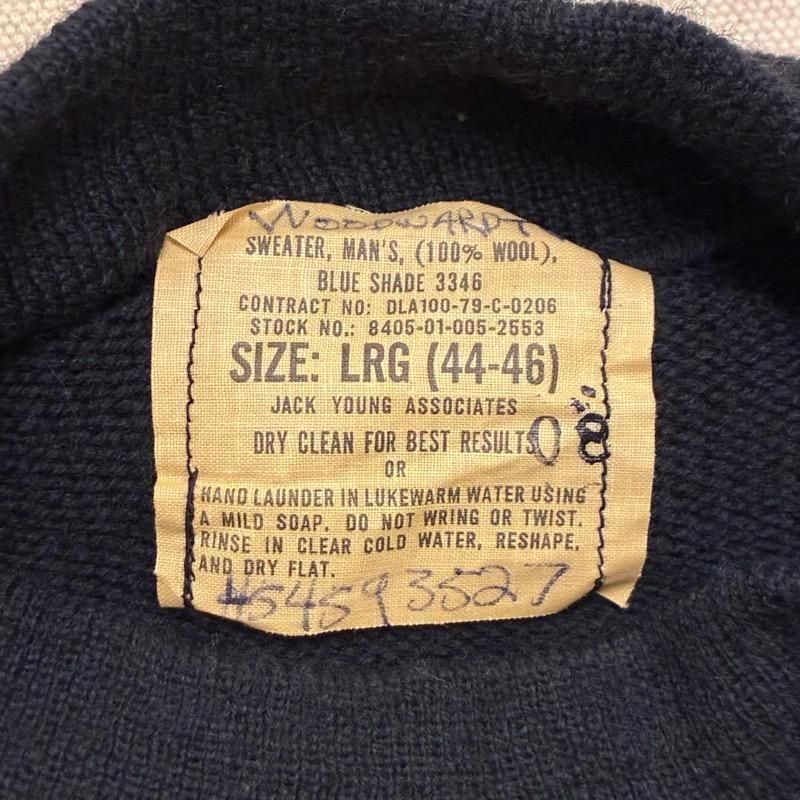 WOODWARD
SWEATER, MAN'S, (100% WOOL),
BLUE SHADE 3346
CONTRACT NO: DLA100-79-C-0206
STOCK NO.: 8405-01-005-2553
SIZE: LRG (44-46)
JACK YOUNG ASSOCIATES
DRY CLEAN FOR BEST RESULTS 08
OR
HAND LAUNDER IN LUKEWARM WATER USING
A MILD SOAP. DO NOT WRING OR TWIST.
RINSE IN CLEAR COLD WATER, RESHAPE,
AND DRY FLAT.
454593527